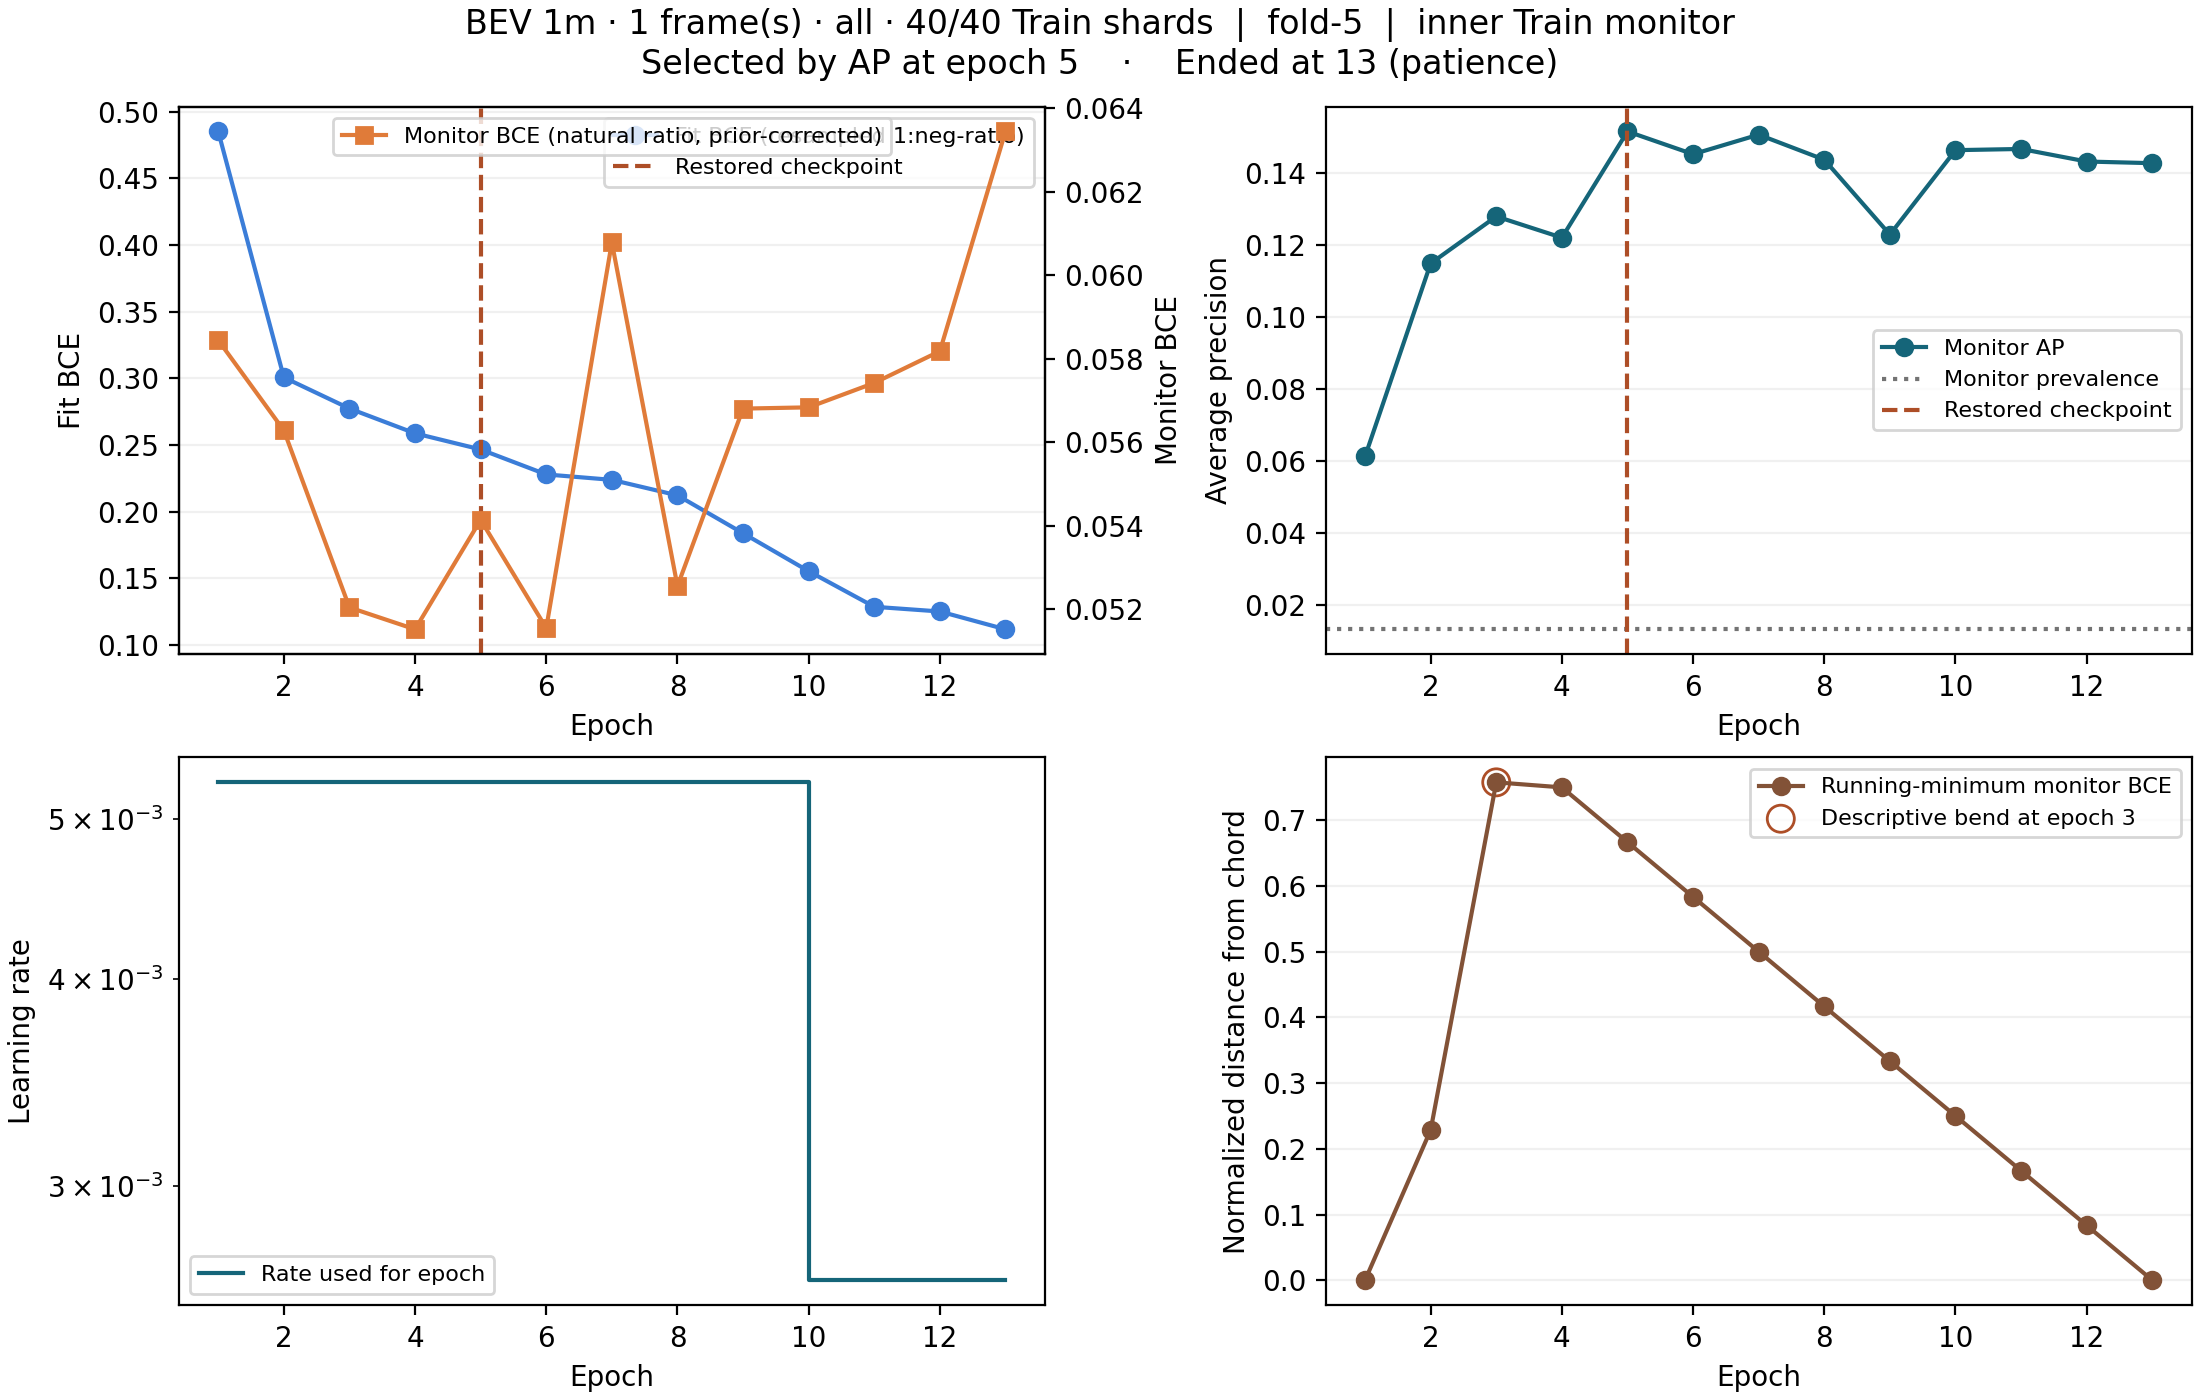 BEV 1m · 1 frame(s) · all · 40/40 Train shards | fold-5 | inner Train monitor
Selected by AP at epoch 5 · Ended at 13 (patience)
0.50
0.45
0.40
0.35
0.30
0.25
0.20
0.15
0.10
Fit BCE
Monitor BCE (natural ratio, prior-corrected)
1:neg-ratio)
Restored checkpoint
0.064
0.062
0.060
0.058
0.056
0.054
0.052
Monitor BCE
2 4 6 8 10 12
Epoch
0.14
0.12
0.10
0.08
0.06
0.04
0.02
Average precision
Monitor AP
Monitor prevalence
Restored checkpoint
2 4 6 8 10 12
Epoch
5 × 10⁻³
4 × 10⁻³
3 × 10⁻³
Learning rate
Rate used for epoch
2 4 6 8 10 12
Epoch
0.7
0.6
0.5
0.4
0.3
0.2
0.1
0.0
Normalized distance from chord
Running-minimum monitor BCE
Descriptive bend at epoch 3
2 4 6 8 10 12
Epoch